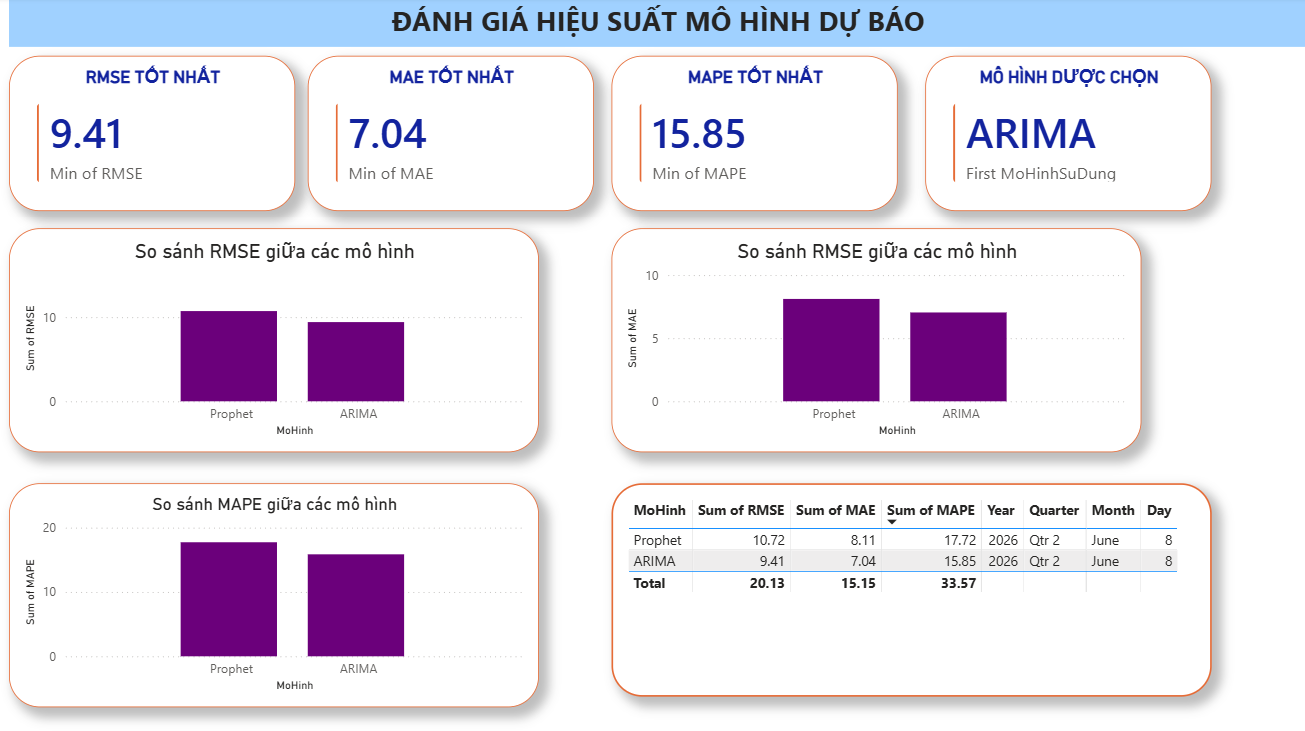 ĐÁNH GIÁ HIỆU SUẤT MÔ HÌNH DỰ BÁO
RMSE TỐT NHẤT
9.41
Min of RMSE
MAE TỐT NHẤT
7.04
Min of MAE
MAPE TỐT NHẤT
15.85
Min of MAPE
MÔ HÌNH DƯỢC CHỌN
ARIMA
First MoHinhSuDung
So sánh RMSE giữa các mô hình
Sum of RMSE
10
0
Prophet ARIMA
MoHinh
So sánh RMSE giữa các mô hình
Sum of MAE
10
5
0
Prophet ARIMA
MoHinh
So sánh MAPE giữa các mô hình
Sum of MAPE
20
10
0
Prophet ARIMA
MoHinh
MoHinh Sum of RMSE Sum of MAE Sum of MAPE Year Quarter Month Day
Prophet 10.72 8.11 17.72 2026 Qtr 2 June 8
ARIMA 9.41 7.04 15.85 2026 Qtr 2 June 8
Total 20.13 15.15 33.57